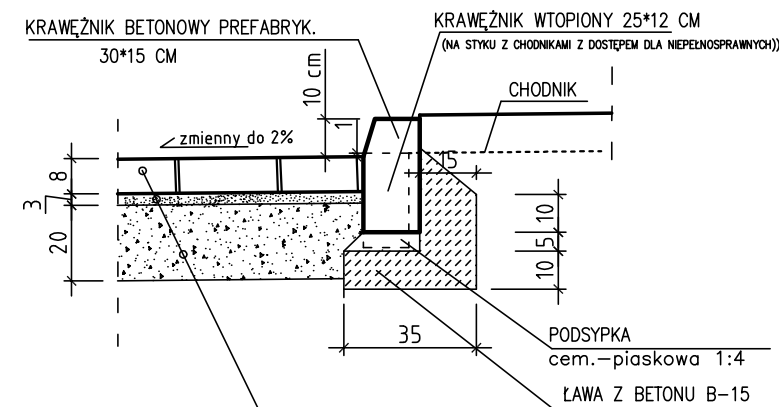 KRAWĘŻNIK BETONOWY PREFABRYK.
30*15 CM
KRAWĘŻNIK WTOPIONY 25*12 CM
(NA STYKU Z CHODNIKAMI Z DOSTĘPEM DLA NIEPEŁNOSPRAWNYCH))
10 cm
1
CHODNIK
zmienny do 2%
15
8
3
20
10
5
10
35
PODSYPKA
cem.-piaskowa 1:4
ŁAWA Z BETONU B-15